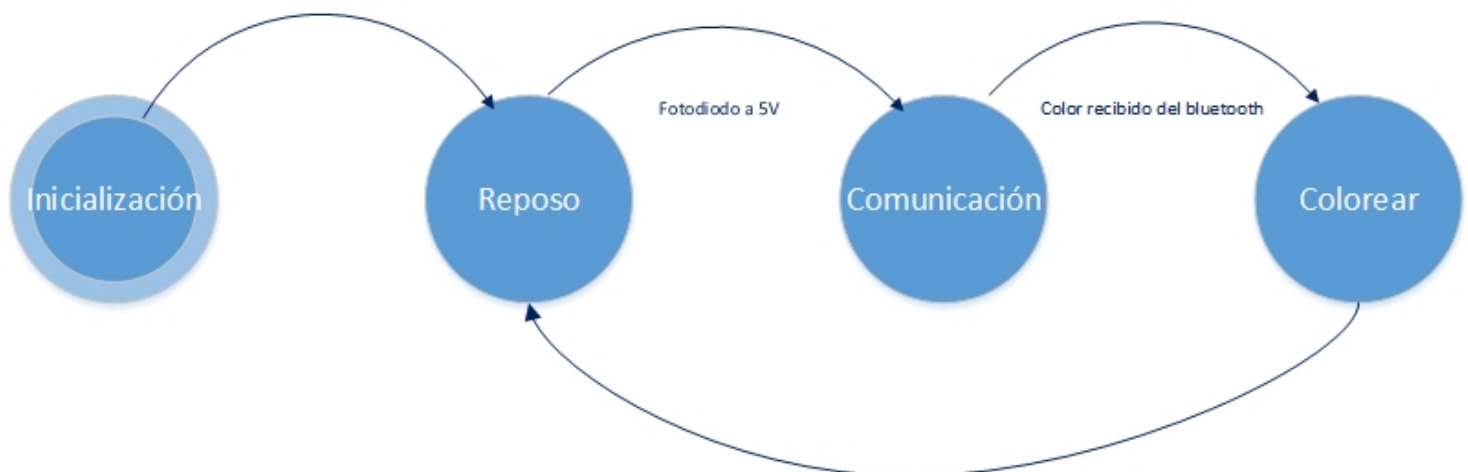 Fotodiodo a 5V
Color recibido del bluetooth
Inicialización
Reposo
Comunicación
Colorear